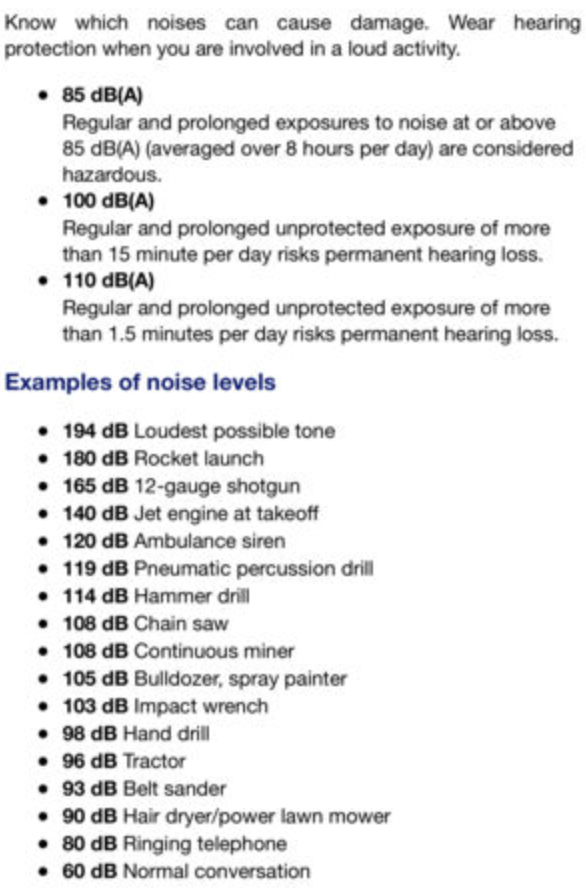 Know which noises can cause damage. Wear hearing
protection when you are involved in a loud activity.
• 85 dB(A)
Regular and prolonged exposures to noise at or above
85 dB(A) (averaged over 8 hours per day) are considered
hazardous.
• 100 dB(A)
Regular and prolonged unprotected exposure of more
than 15 minute per day risks permanent hearing loss.
• 110 dB(A)
Regular and prolonged unprotected exposure of more
than 1.5 minutes per day risks permanent hearing loss.
Examples of noise levels
• 194 dB Loudest possible tone
• 180 dB Rocket launch
• 165 dB 12-gauge shotgun
• 140 dB Jet engine at takeoff
• 120 dB Ambulance siren
• 119 dB Pneumatic percussion drill
• 114 dB Hammer drill
• 108 dB Chain saw
• 108 dB Continuous miner
• 105 dB Bulldozer, spray painter
• 103 dB Impact wrench
• 98 dB Hand drill
• 96 dB Tractor
• 93 dB Belt sander
• 90 dB Hair dryer/power lawn mower
• 80 dB Ringing telephone
• 60 dB Normal conversation